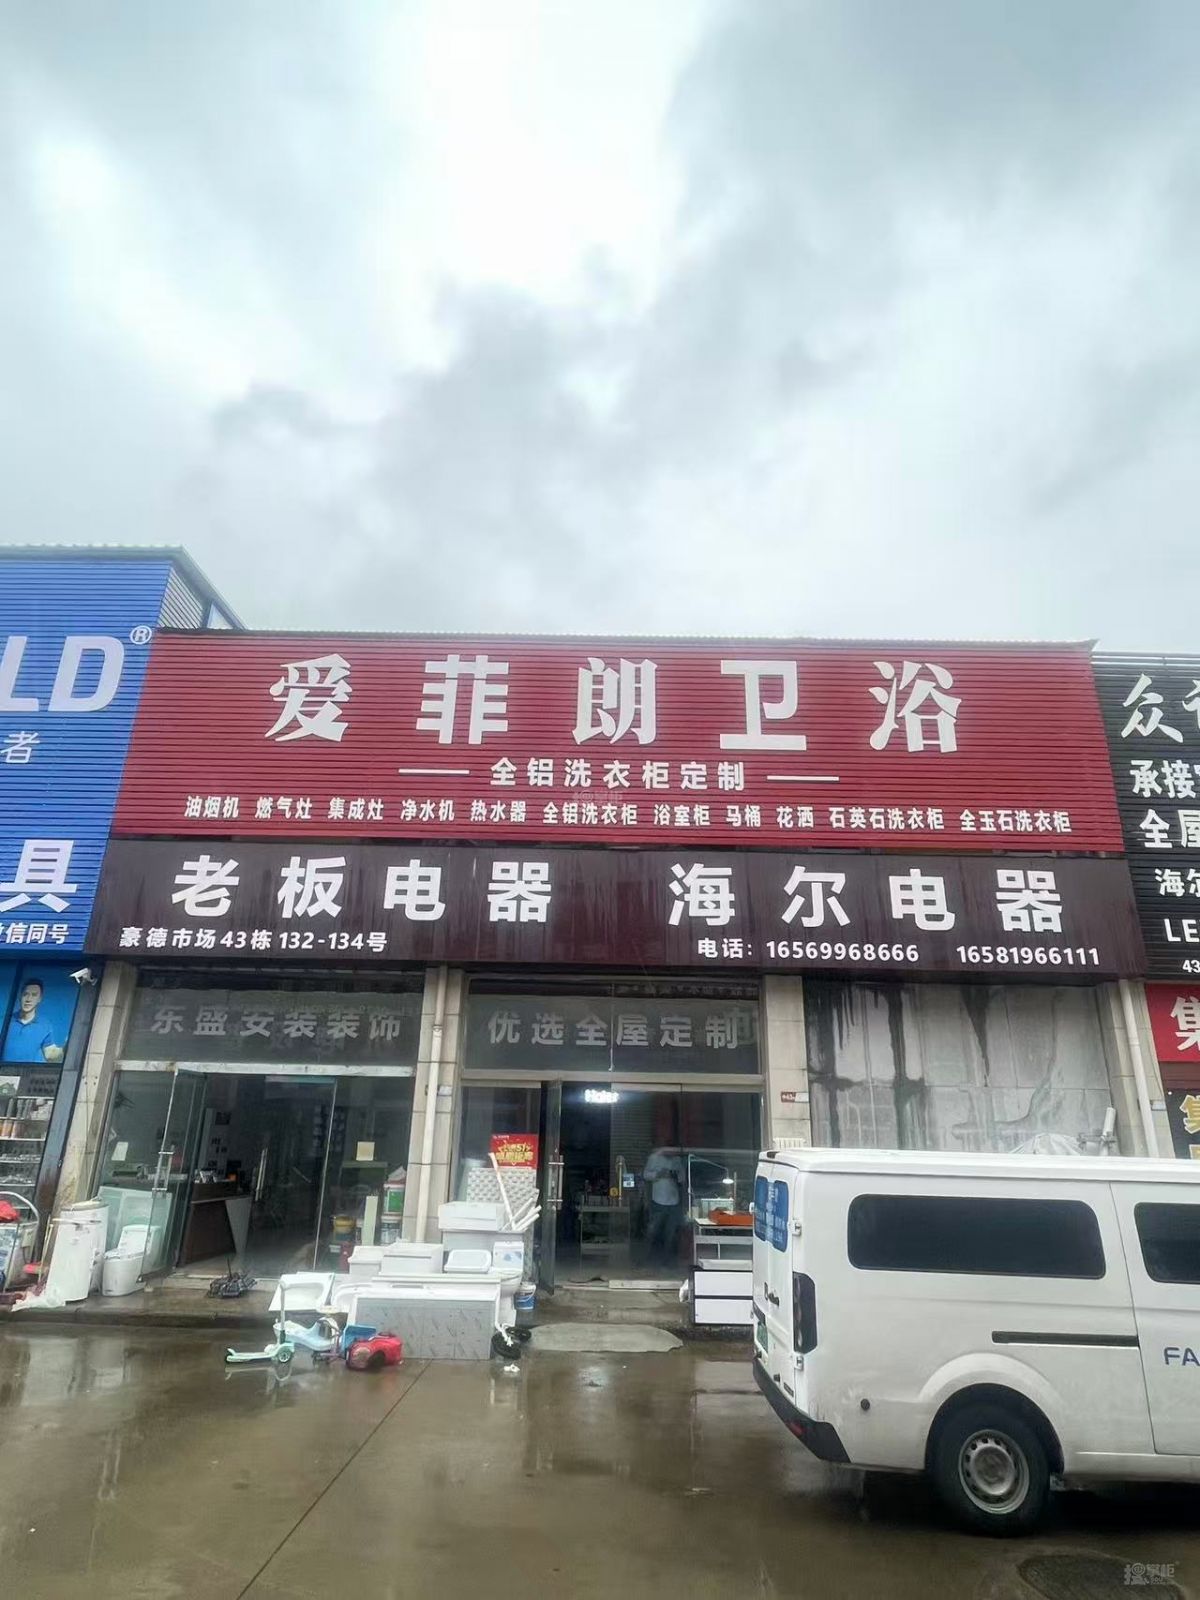 LD®
者
具
信同号
爱菲朗卫浴
全铝洗衣柜定制
油烟机 燃气灶 集成灶 净水机 热水器 全铝洗衣柜 浴室柜 马桶 花洒 石英石洗衣柜 全玉石洗衣柜
老板电器 海尔电器
豪德市场43栋132-134号
电话：16569968666 16581966111
东盛安装装饰
优选全屋定制
Haier
众
承接
全屋
海尔
LE
43
集
FA